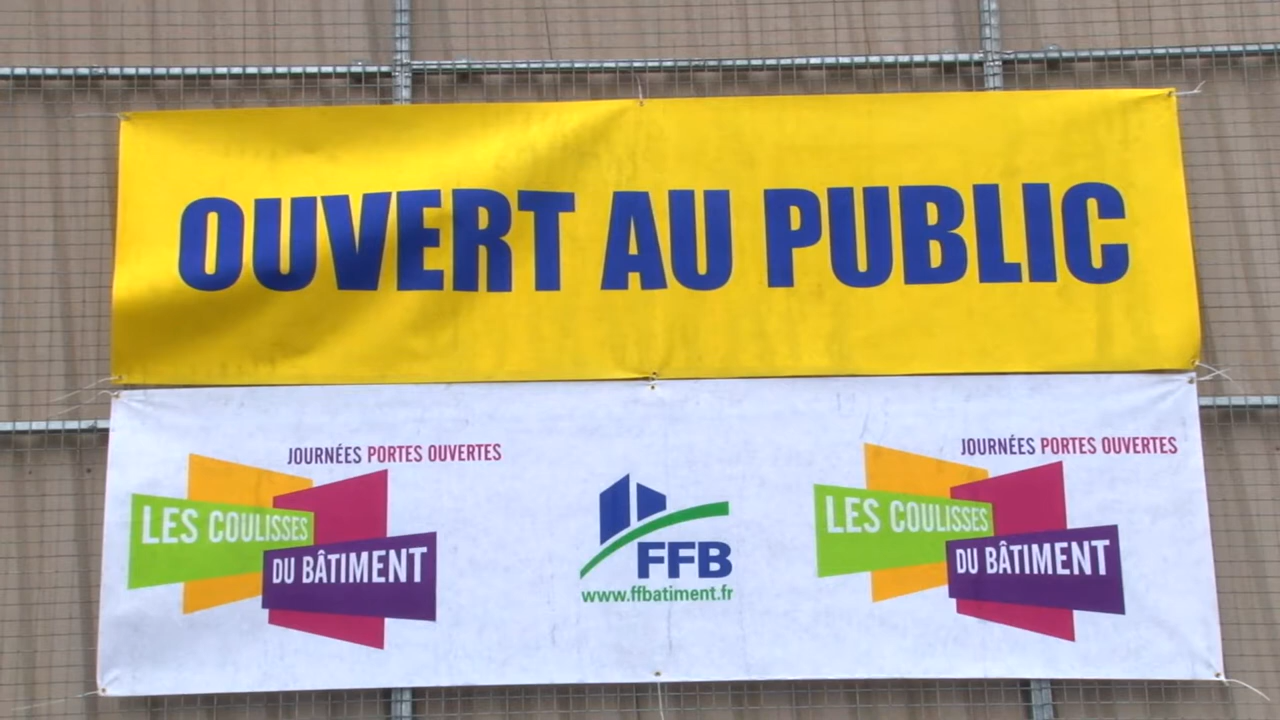 OUVERT AU PUBLIC
JOURNÉES PORTES OUVERTES
LES COULISSES
DU BÂTIMENT
FFB
www.ffbatiment.fr
JOURNÉES PORTES OUVERTES
LES COULISSES
DU BÂTIMENT